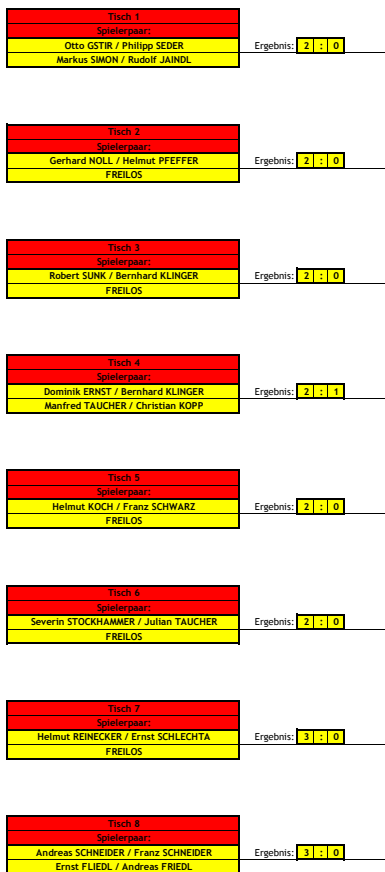 Tisch 1
Spielerpaar:
Otto GSTIR / Philipp SEDER Ergebnis: 2 : 0
Markus SIMON / Rudolf JAINDL
Tisch 2
Spielerpaar:
Gerhard NOLL / Helmut PFEFFER Ergebnis: 2 : 0
FREILOS
Tisch 3
Spielerpaar:
Robert SUNK / Bernhard KLINGER Ergebnis: 2 : 0
FREILOS
Tisch 4
Spielerpaar:
Dominik ERNST / Bernhard KLINGER Ergebnis: 2 : 1
Manfred TAUCHER / Christian KOPP
Tisch 5
Spielerpaar:
Helmut KOCH / Franz SCHWARZ Ergebnis: 2 : 0
FREILOS
Tisch 6
Spielerpaar:
Severin STOCKHAMMER / Julian TAUCHER Ergebnis: 2 : 0
FREILOS
Tisch 7
Spielerpaar:
Helmut REINECKER / Ernst SCHLECHTA Ergebnis: 3 : 0
FREILOS
Tisch 8
Spielerpaar:
Andreas SCHNEIDER / Franz SCHNEIDER Ergebnis: 3 : 0
Ernst FLIEDL / Andreas FRIEDL